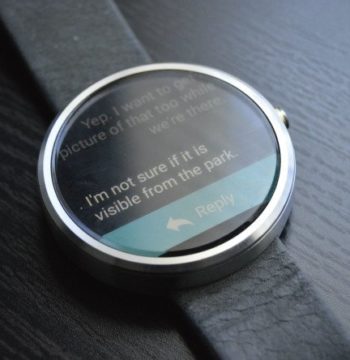 Yep. I want to get
picture of that too while
we're there.
I'm not sure if it is
visible from the park.
Reply